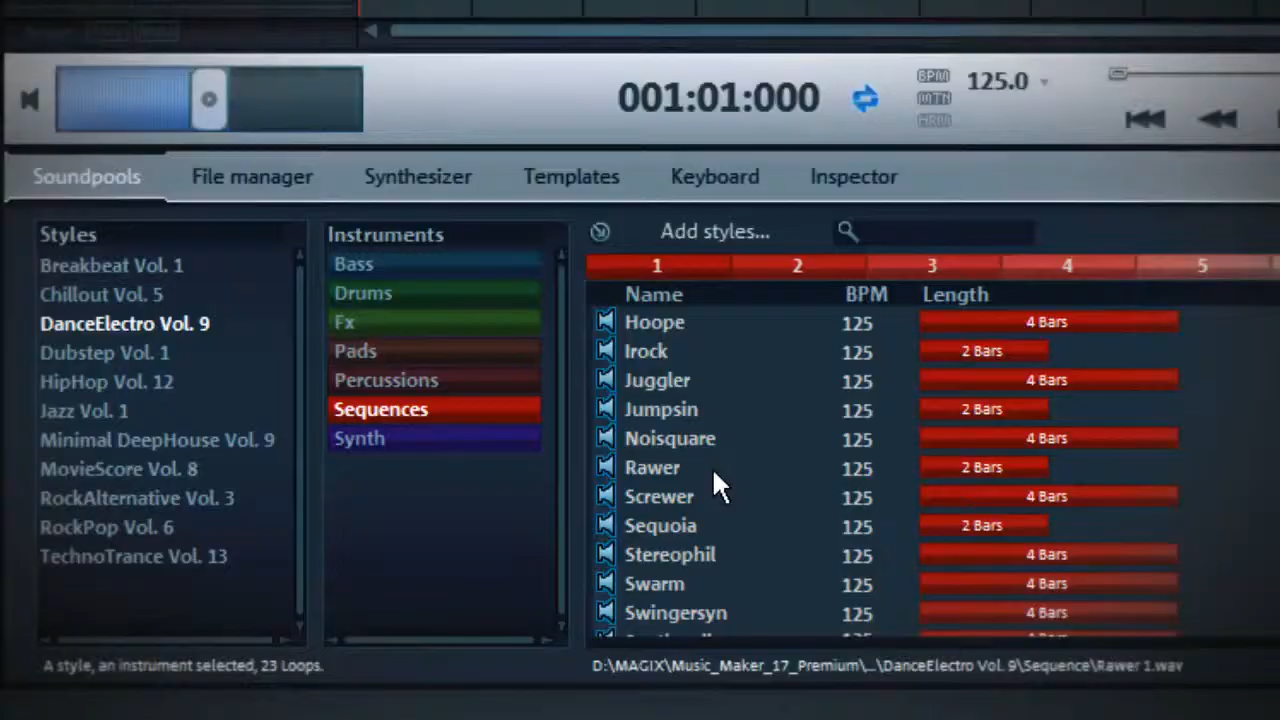 001:01:000
BPM
MTN
HRM
125.0
Soundpools File manager Synthesizer Templates Keyboard Inspector
Styles
Breakbeat Vol. 1
Chillout Vol. 5
DanceElectro Vol. 9
Dubstep Vol. 1
HipHop Vol. 12
Jazz Vol. 1
Minimal DeepHouse Vol. 9
MovieScore Vol. 8
RockAlternative Vol. 3
RockPop Vol. 6
TechnoTrance Vol. 13
Instruments
Bass
Drums
Fx
Pads
Percussions
Sequences
Synth
Add styles...
1 2 3 4 5
Name BPM Length
Hoope 125 4 Bars
Irock 125 2 Bars
Juggler 125 4 Bars
Jumpsin 125 2 Bars
Noisquare 125 4 Bars
Rawer 125 2 Bars
Screwer 125 4 Bars
Sequoia 125 2 Bars
Stereophil 125 4 Bars
Swarm 125 4 Bars
Swingersyn 125 4 Bars
A style, an instrument selected, 23 Loops.
D:\MAGIX\Music_Maker_17_Premium\...\DanceElectro Vol. 9\Sequence\Rawer 1.wav